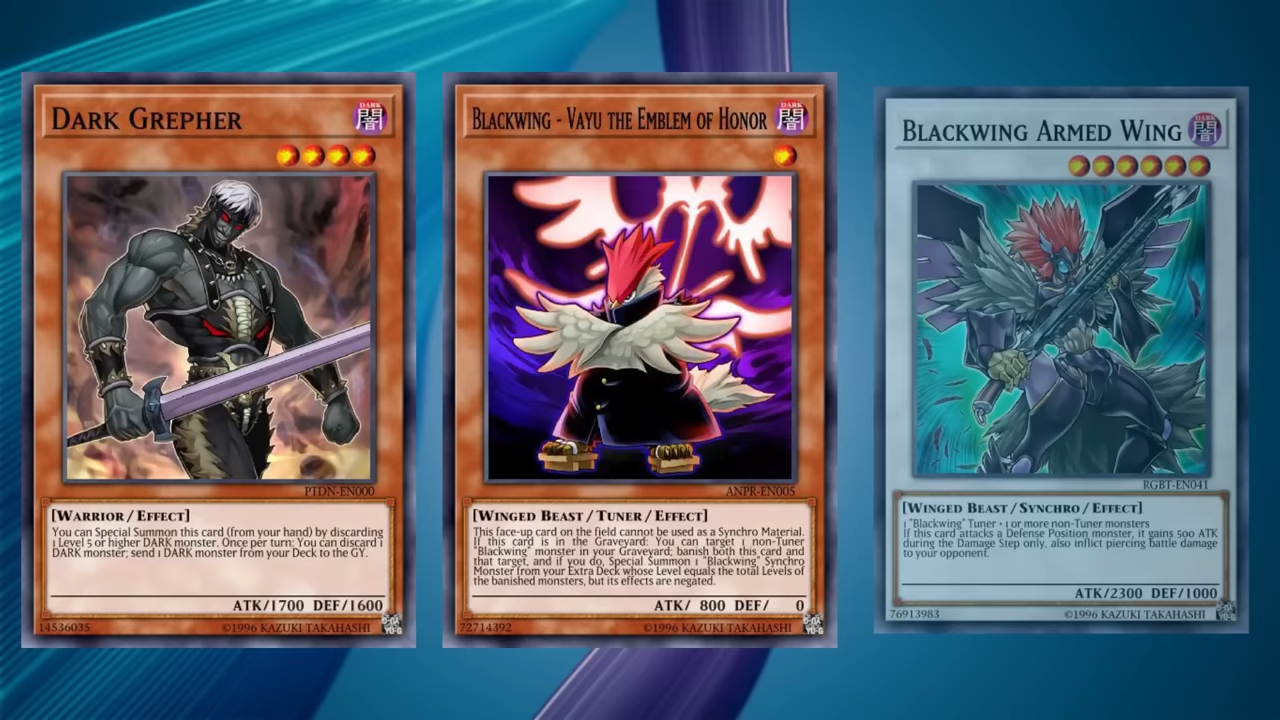 DARK GREPHER
DARK
闇
PTDN-EN000
[WARRIOR/EFFECT]
You can Special Summon this card (from your hand) by discarding
1 Level 5 or higher DARK monster. Once per turn: You can discard 1
DARK monster; send 1 DARK monster from your Deck to the GY.
ATK/1700 DEF/1600
14536035
©1996 KAZUKI TAKAHASHI
BLACKWING - VAYU THE EMBLEM OF HONOR
DARK
闇
ANPR-EN005
[WINGED BEAST/TUNER/EFFECT]
This face-up card on the field cannot be used as a Synchro Material.
If this card is in the Graveyard: You can target 1 non-Tuner
"Blackwing" monster in your Graveyard; banish both this card and
that target, and if you do, Special Summon 1 "Blackwing" Synchro
Monster from your Extra Deck whose Level equals the total Levels of
the banished monsters, but its effects are negated.
ATK/ 800 DEF/ 0
72714392
©1996 KAZUKI TAKAHASHI
BLACKWING ARMED WING
DARK
闇
RGBT-EN041
[WINGED BEAST/SYNCHRO/EFFECT]
1 "Blackwing" Tuner + 1 or more non-Tuner monsters
If this card attacks a Defense Position monster, it gains 500 ATK
during the Damage Step only, also inflict piercing battle damage
to your opponent.
ATK/2300 DEF/1000
76913983
©1996 KAZUKI TAKAHASHI